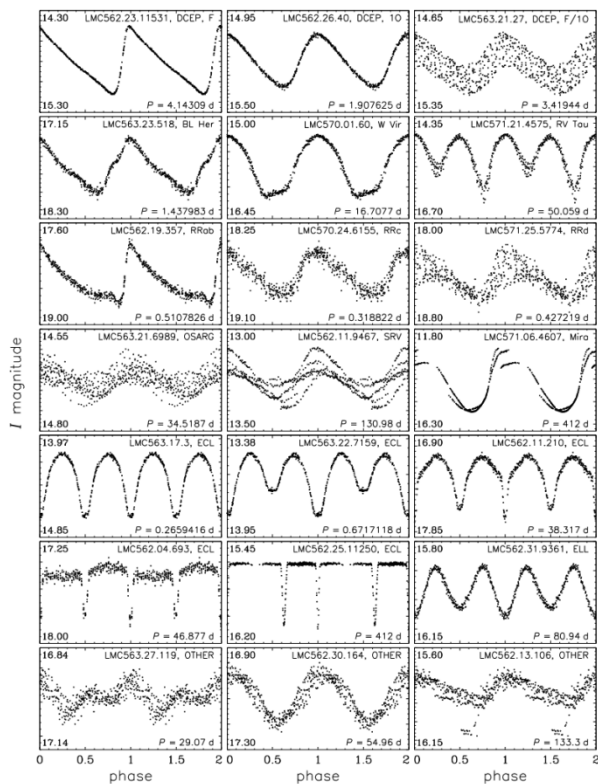 14.30 LMC562.23.11531, DCEP, F
15.30 P = 4.14309 d
14.95 LMC562.26.40, DCEP, 1O
15.50 P = 1.907625 d
14.65 LMC563.21.27, DCEP, F/1O
15.35 P = 3.41944 d
17.15 LMC563.23.518, BL Her
18.30 P = 1.437983 d
15.00 LMC570.01.60, W Vir
16.45 P = 16.7077 d
14.35 LMC571.21.4575, RV Tau
16.70 P = 50.059 d
17.60 LMC562.19.357, RRab
19.00 P = 0.5107826 d
18.25 LMC570.24.6155, RRc
19.10 P = 0.318822 d
18.00 LMC571.25.5774, RRd
18.80 P = 0.427219 d
14.55 LMC563.21.6989, OSARG
14.80 P = 34.5187 d
13.00 LMC562.11.9467, SRV
13.50 P = 130.98 d
11.80 LMC571.06.4607, Mira
16.30 P = 412 d
I magnitude
13.97 LMC563.17.3, ECL
14.85 P = 0.2659416 d
13.38 LMC563.22.7159, ECL
13.95 P = 0.6717118 d
16.90 LMC562.11.210, ECL
17.85 P = 38.317 d
17.25 LMC562.04.693, ECL
18.00 P = 46.877 d
15.45 LMC562.25.11250, ECL
16.20 P = 412 d
15.80 LMC562.31.9361, ELL
16.15 P = 80.94 d
16.84 LMC563.27.119, OTHER
17.14 P = 29.07 d
16.90 LMC562.30.164, OTHER
17.30 P = 54.96 d
15.60 LMC562.13.106, OTHER
16.15 P = 133.3 d
0 0.5 1 1.5 2 0 0.5 1 1.5 2 0 0.5 1 1.5 2
phase phase phase